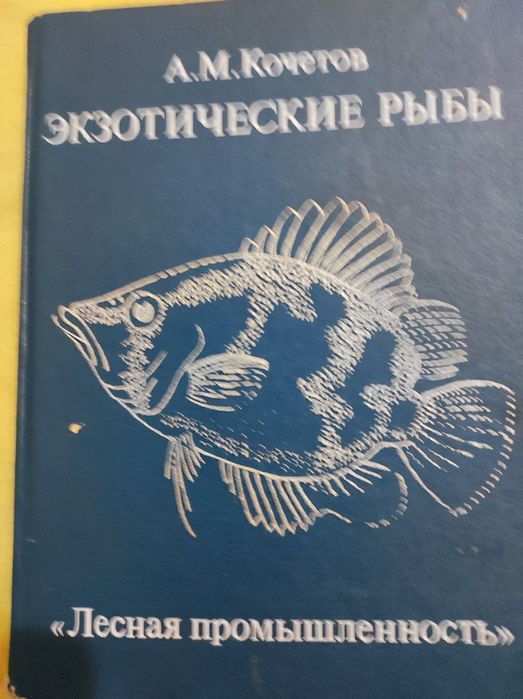 А.М.Кочетов
ЭКЗОТИЧЕСКИЕ РЫБЫ
«Лесная промышленность»